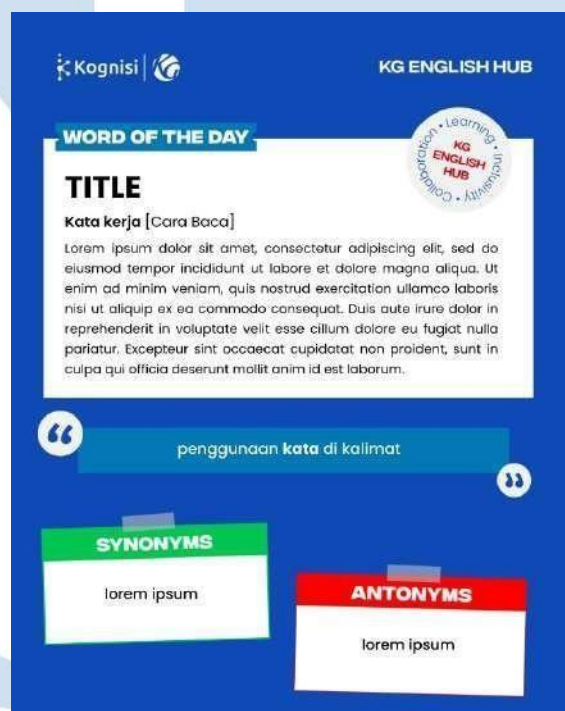 Kognisi
KG ENGLISH HUB
WORD OF THE DAY
Collaboration • Learning • Inclusivity •
KG
ENGLISH
HUB
TITLE
Kata kerja [Cara Baca]
Lorem ipsum dolor sit amet, consectetur adipiscing elit, sed do
eiusmod tempor incididunt ut labore et dolore magna aliqua. Ut
enim ad minim veniam, quis nostrud exercitation ullamco laboris
nisi ut aliquip ex ea commodo consequat. Duis aute irure dolor in
reprehenderit in voluptate velit esse cillum dolore eu fugiat nulla
pariatur. Excepteur sint occaecat cupidatat non proident, sunt in
culpa qui officia deserunt mollit anim id est laborum.
“
penggunaan kata di kalimat
”
SYNONYMS
lorem ipsum
ANTONYMS
lorem ipsum